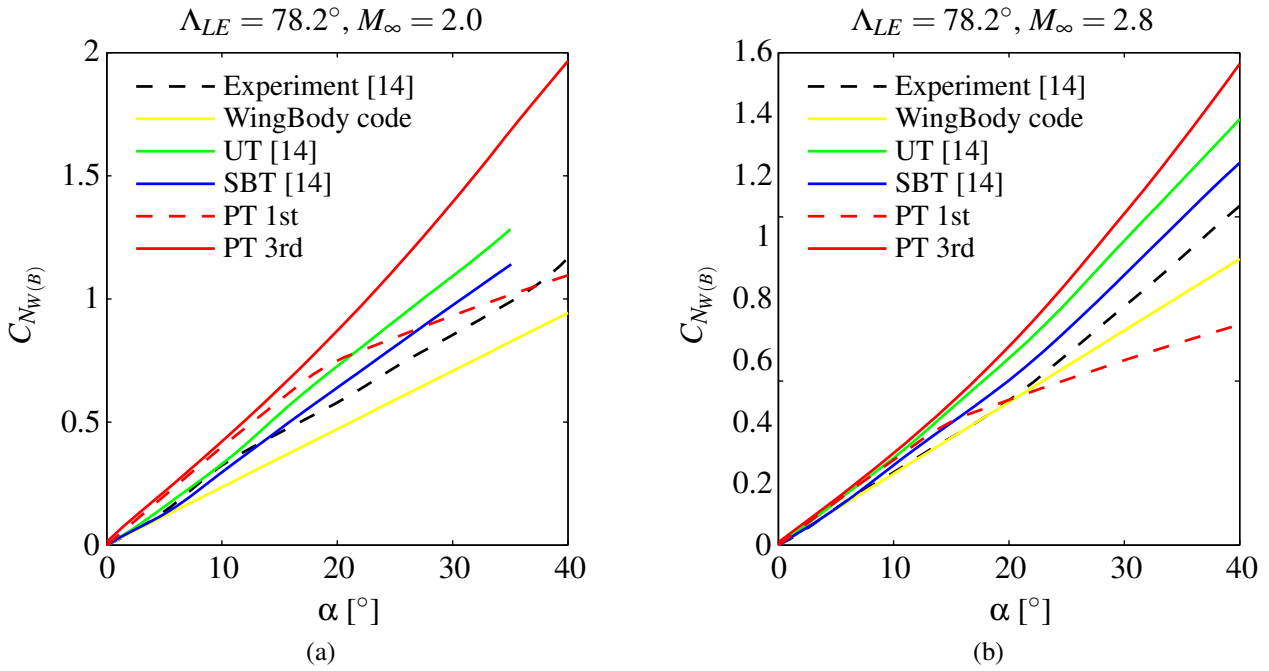 Λ_LE = 78.2°, M_∞ = 2.0
2
1.5
1
0.5
0
C_N_W(B)
Experiment [14]
WingBody code
UT [14]
SBT [14]
PT 1st
PT 3rd
0 10 20 30 40
α [°]
(a)
Λ_LE = 78.2°, M_∞ = 2.8
1.6
1.4
1.2
1
0.8
0.6
0.4
0.2
0
C_N_W(B)
Experiment [14]
WingBody code
UT [14]
SBT [14]
PT 1st
PT 3rd
0 10 20 30 40
α [°]
(b)